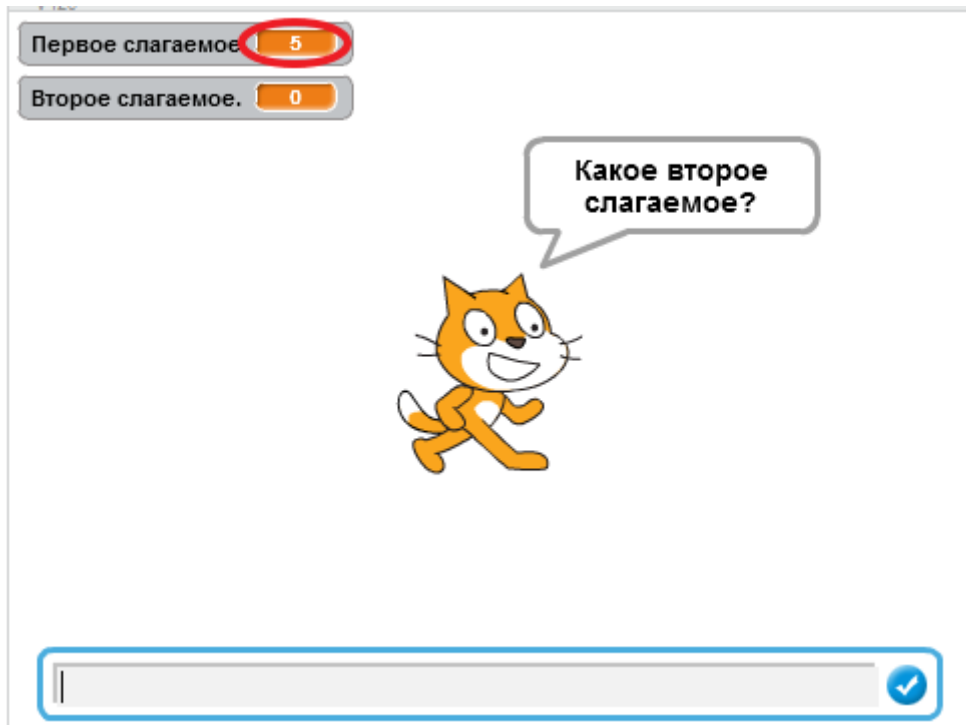 Первое слагаемое 5
Второе слагаемое. 0
Какое второе
слагаемое?